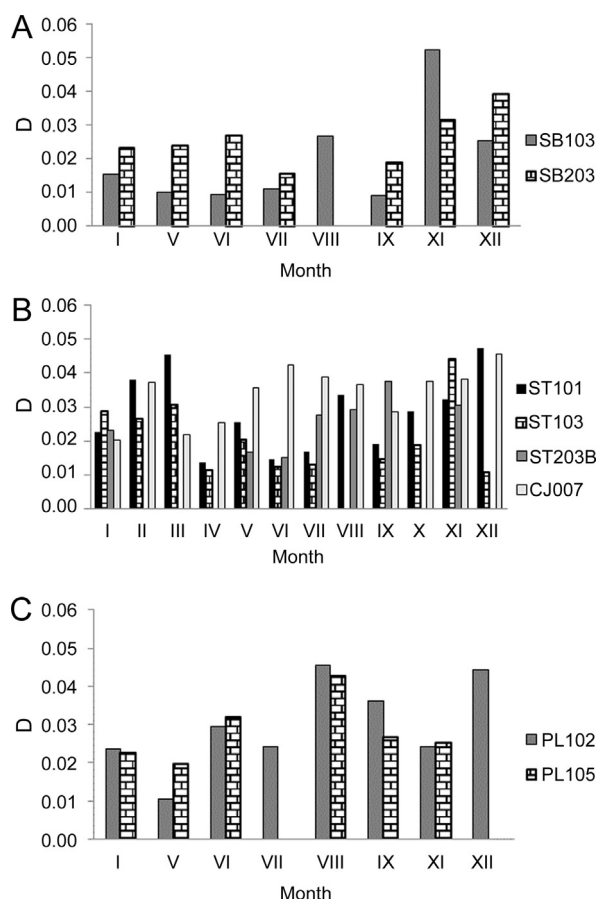 A
0.06
0.05
0.04
0.03
0.02
0.01
0.00
D
I V VI VII VIII IX XI XII
Month
SB103
SB203
B
0.06
0.05
0.04
0.03
0.02
0.01
0.00
D
I II III IV V VI VII VIII IX X XI XII
Month
ST101
ST103
ST203B
CJ007
C
0.06
0.05
0.04
0.03
0.02
0.01
0.00
D
I V VI VII VIII IX XI XII
Month
PL102
PL105